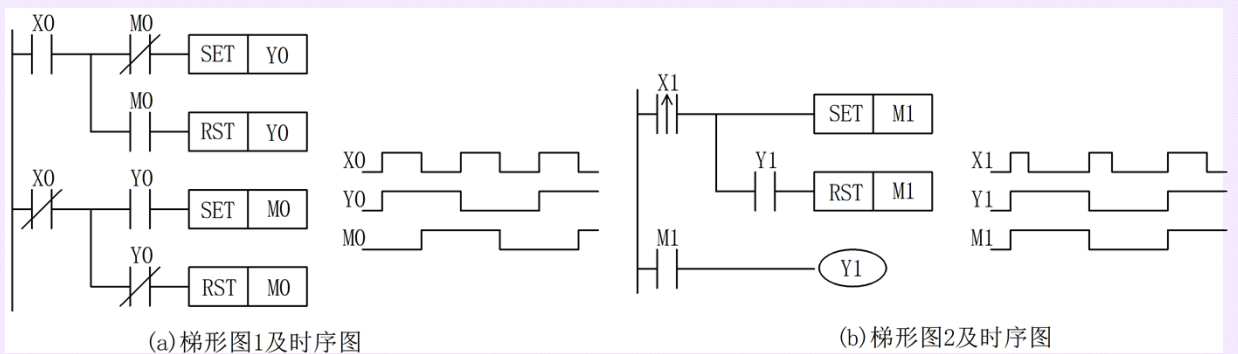 X0 M0
SET Y0
M0
RST Y0
X0 Y0
SET M0
Y0
RST M0
X0
Y0
M0
(a)梯形图1及时序图
X1
SET M1
Y1
RST M1
M1
Y1
X1
Y1
M1
(b)梯形图2及时序图